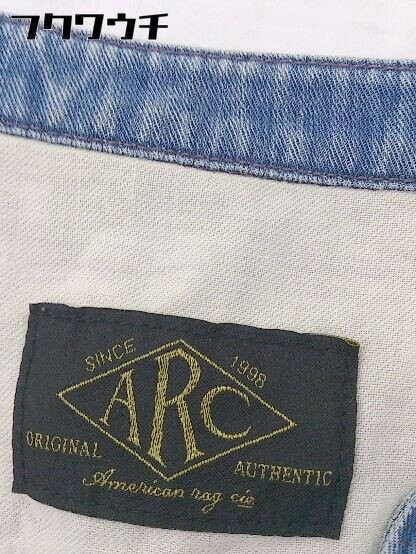 フクワウチ
SINCE 1998
ARC
ORIGINAL AUTHENTIC
American rag cie